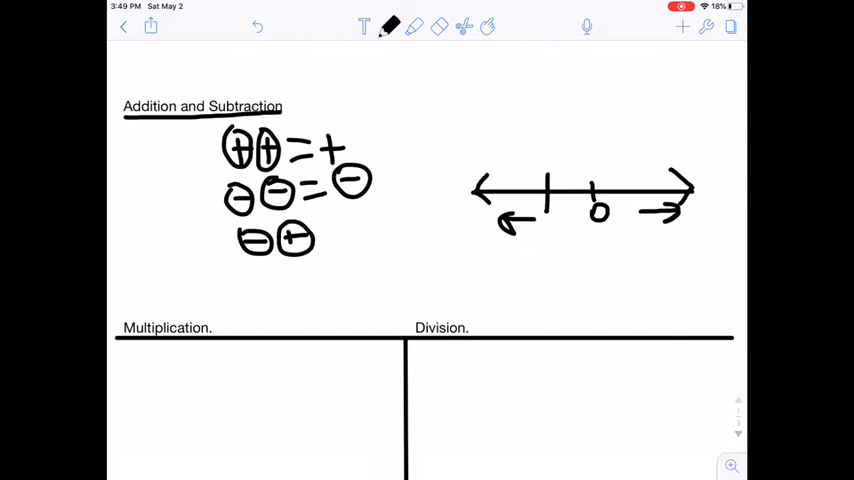 3:49 PM Sat May 2
18%
T
Addition and Subtraction
+ + = +
- - = -
- +
0
Multiplication.
Division.